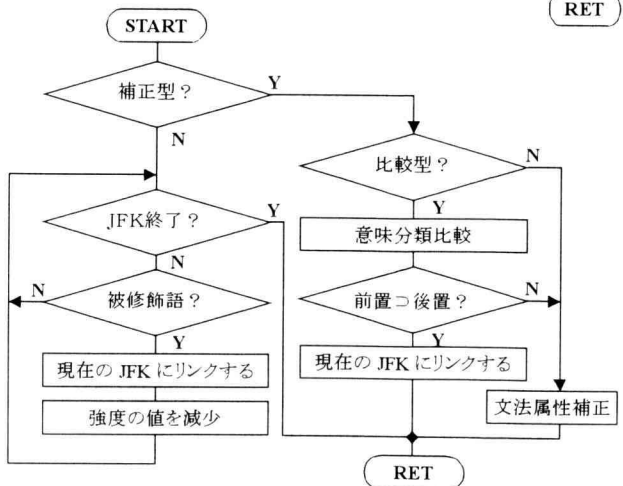 RET
START
補正型?
Y
N
比較型?
N
Y
JFK終了?
Y
N
意味分類比較
被修飾語?
N
Y
前置⊃後置?
N
Y
現在の JFK にリンクする
現在の JFK にリンクする
強度の値を減少
文法属性補正
RET